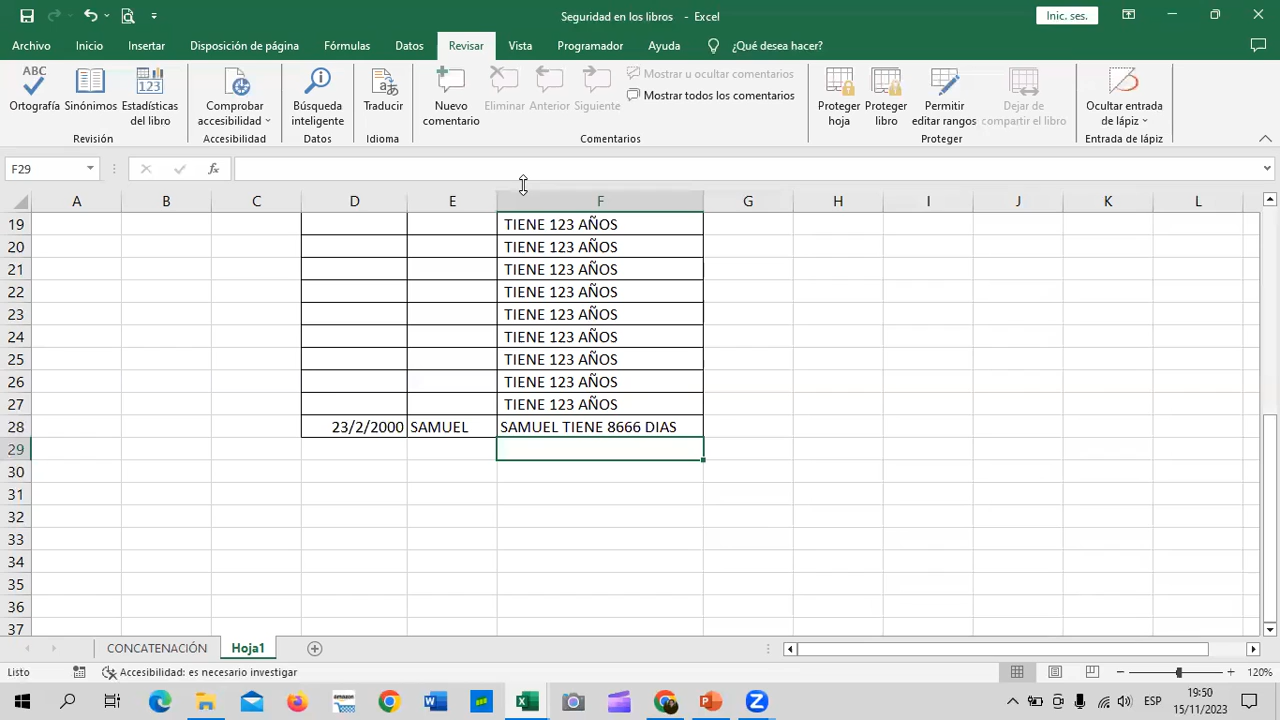 Seguridad en los libros - Excel
Inic. ses.
Archivo Inicio Insertar Disposición de página Fórmulas Datos Revisar Vista Programador Ayuda ¿Qué desea hacer?
ABC
123
Ortografía Sinónimos Estadísticas del libro
Comprobar accesibilidad
Búsqueda inteligente
Traducir
Nuevo comentario
Eliminar Anterior Siguiente
Mostrar u ocultar comentarios
Mostrar todos los comentarios
Proteger hoja
Proteger libro
Permitir editar rangos
Dejar de compartir el libro
Ocultar entrada de lápiz
Revisión Accesibilidad Datos Idioma Comentarios Proteger Entrada de lápiz
F29 fx
A B C D E F G H I J K L
19 TIENE 123 AÑOS
20 TIENE 123 AÑOS
21 TIENE 123 AÑOS
22 TIENE 123 AÑOS
23 TIENE 123 AÑOS
24 TIENE 123 AÑOS
25 TIENE 123 AÑOS
26 TIENE 123 AÑOS
27 TIENE 123 AÑOS
28 23/2/2000 SAMUEL SAMUEL TIENE 8666 DIAS
29
30
31
32
33
34
35
36
37
CONCATENACIÓN Hoja1
Listo Accesibilidad: es necesario investigar 120%
amazon
ESP
19:50
15/11/2023